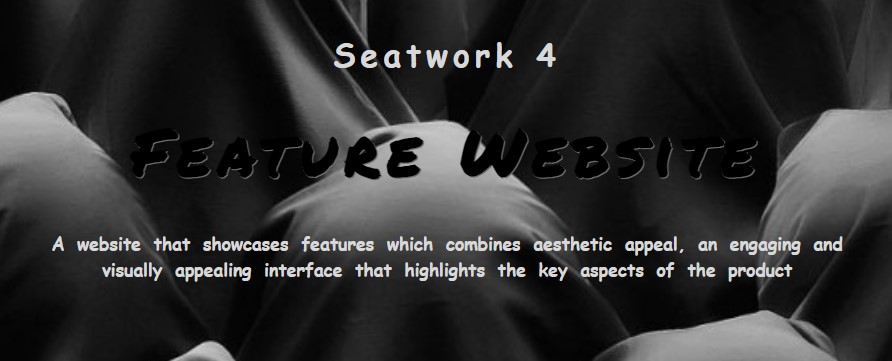 Seatwork 4
Feature Website
A website that showcases features which combines aesthetic appeal, an engaging and
visually appealing interface that highlights the key aspects of the product